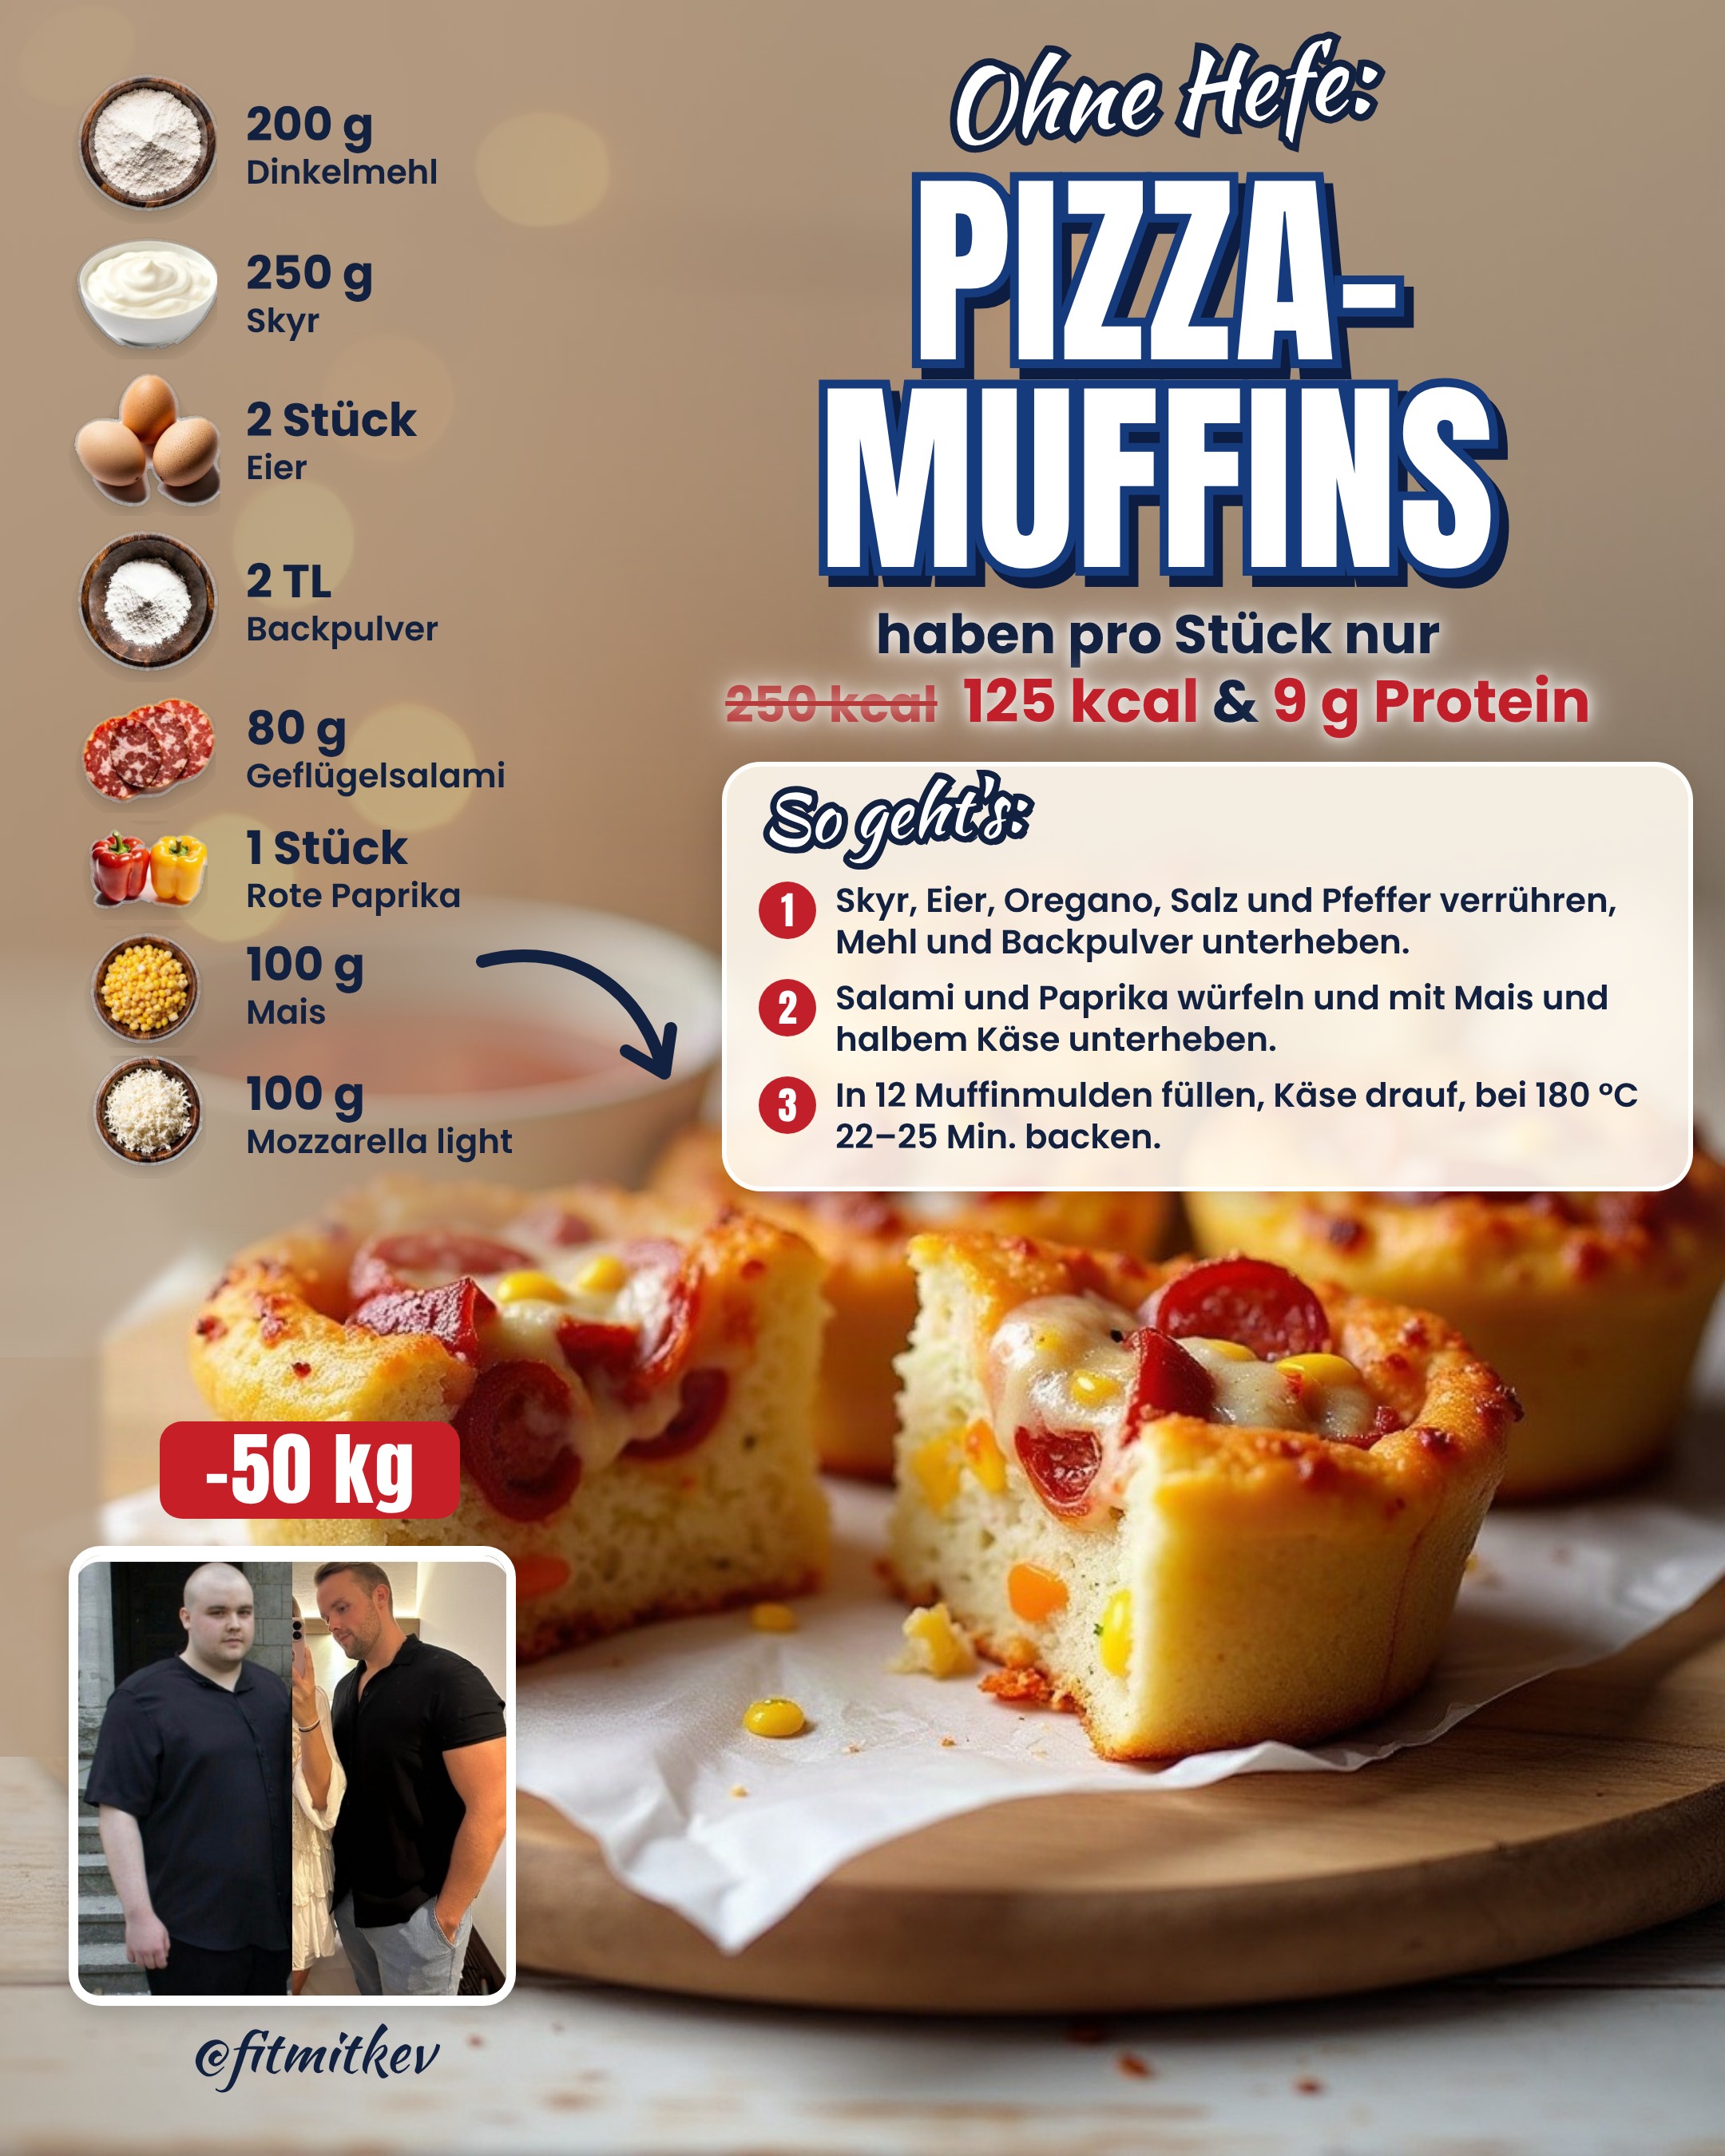 Ohne Hefe:
PIZZA-
MUFFINS
haben pro Stück nur
250 kcal 125 kcal & 9 g Protein
200 g
Dinkelmehl
250 g
Skyr
2 Stück
Eier
2 TL
Backpulver
80 g
Geflügelsalami
1 Stück
Rote Paprika
100 g
Mais
100 g
Mozzarella light
So geht's:
1 Skyr, Eier, Oregano, Salz und Pfeffer verrühren,
Mehl und Backpulver unterheben.
2 Salami und Paprika würfeln und mit Mais und
halbem Käse unterheben.
3 In 12 Muffinmulden füllen, Käse drauf, bei 180 °C
22–25 Min. backen.
-50 kg
@fitmitkev